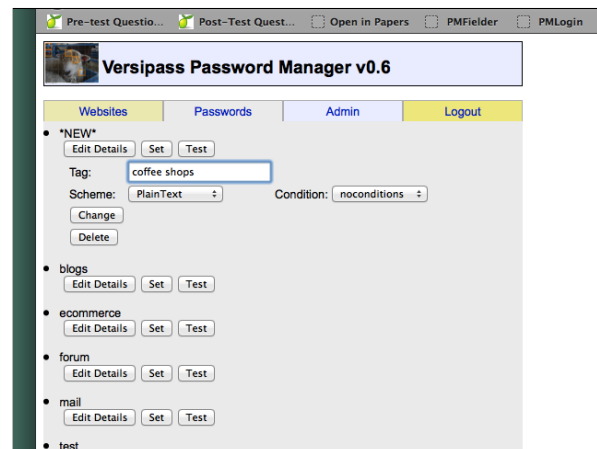 Pre-test Questio... Post-Test Quest... Open in Papers PMFielder PMLogin
Versipass Password Manager v0.6
Websites Passwords Admin Logout
*NEW*
Edit Details Set Test
Tag: coffee shops
Scheme: PlainText Condition: noconditions
Change
Delete
blogs
Edit Details Set Test
ecommerce
Edit Details Set Test
forum
Edit Details Set Test
mail
Edit Details Set Test
test